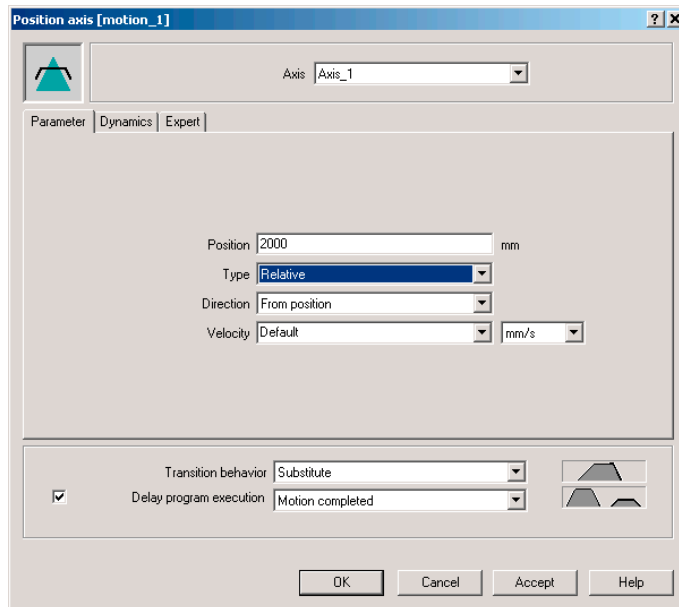 Position axis [motion_1]
Axis Axis_1
Parameter Dynamics Expert
Position 2000 mm
Type Relative
Direction From position
Velocity Default mm/s
Transition behavior Substitute
Delay program execution Motion completed
OK Cancel Accept Help